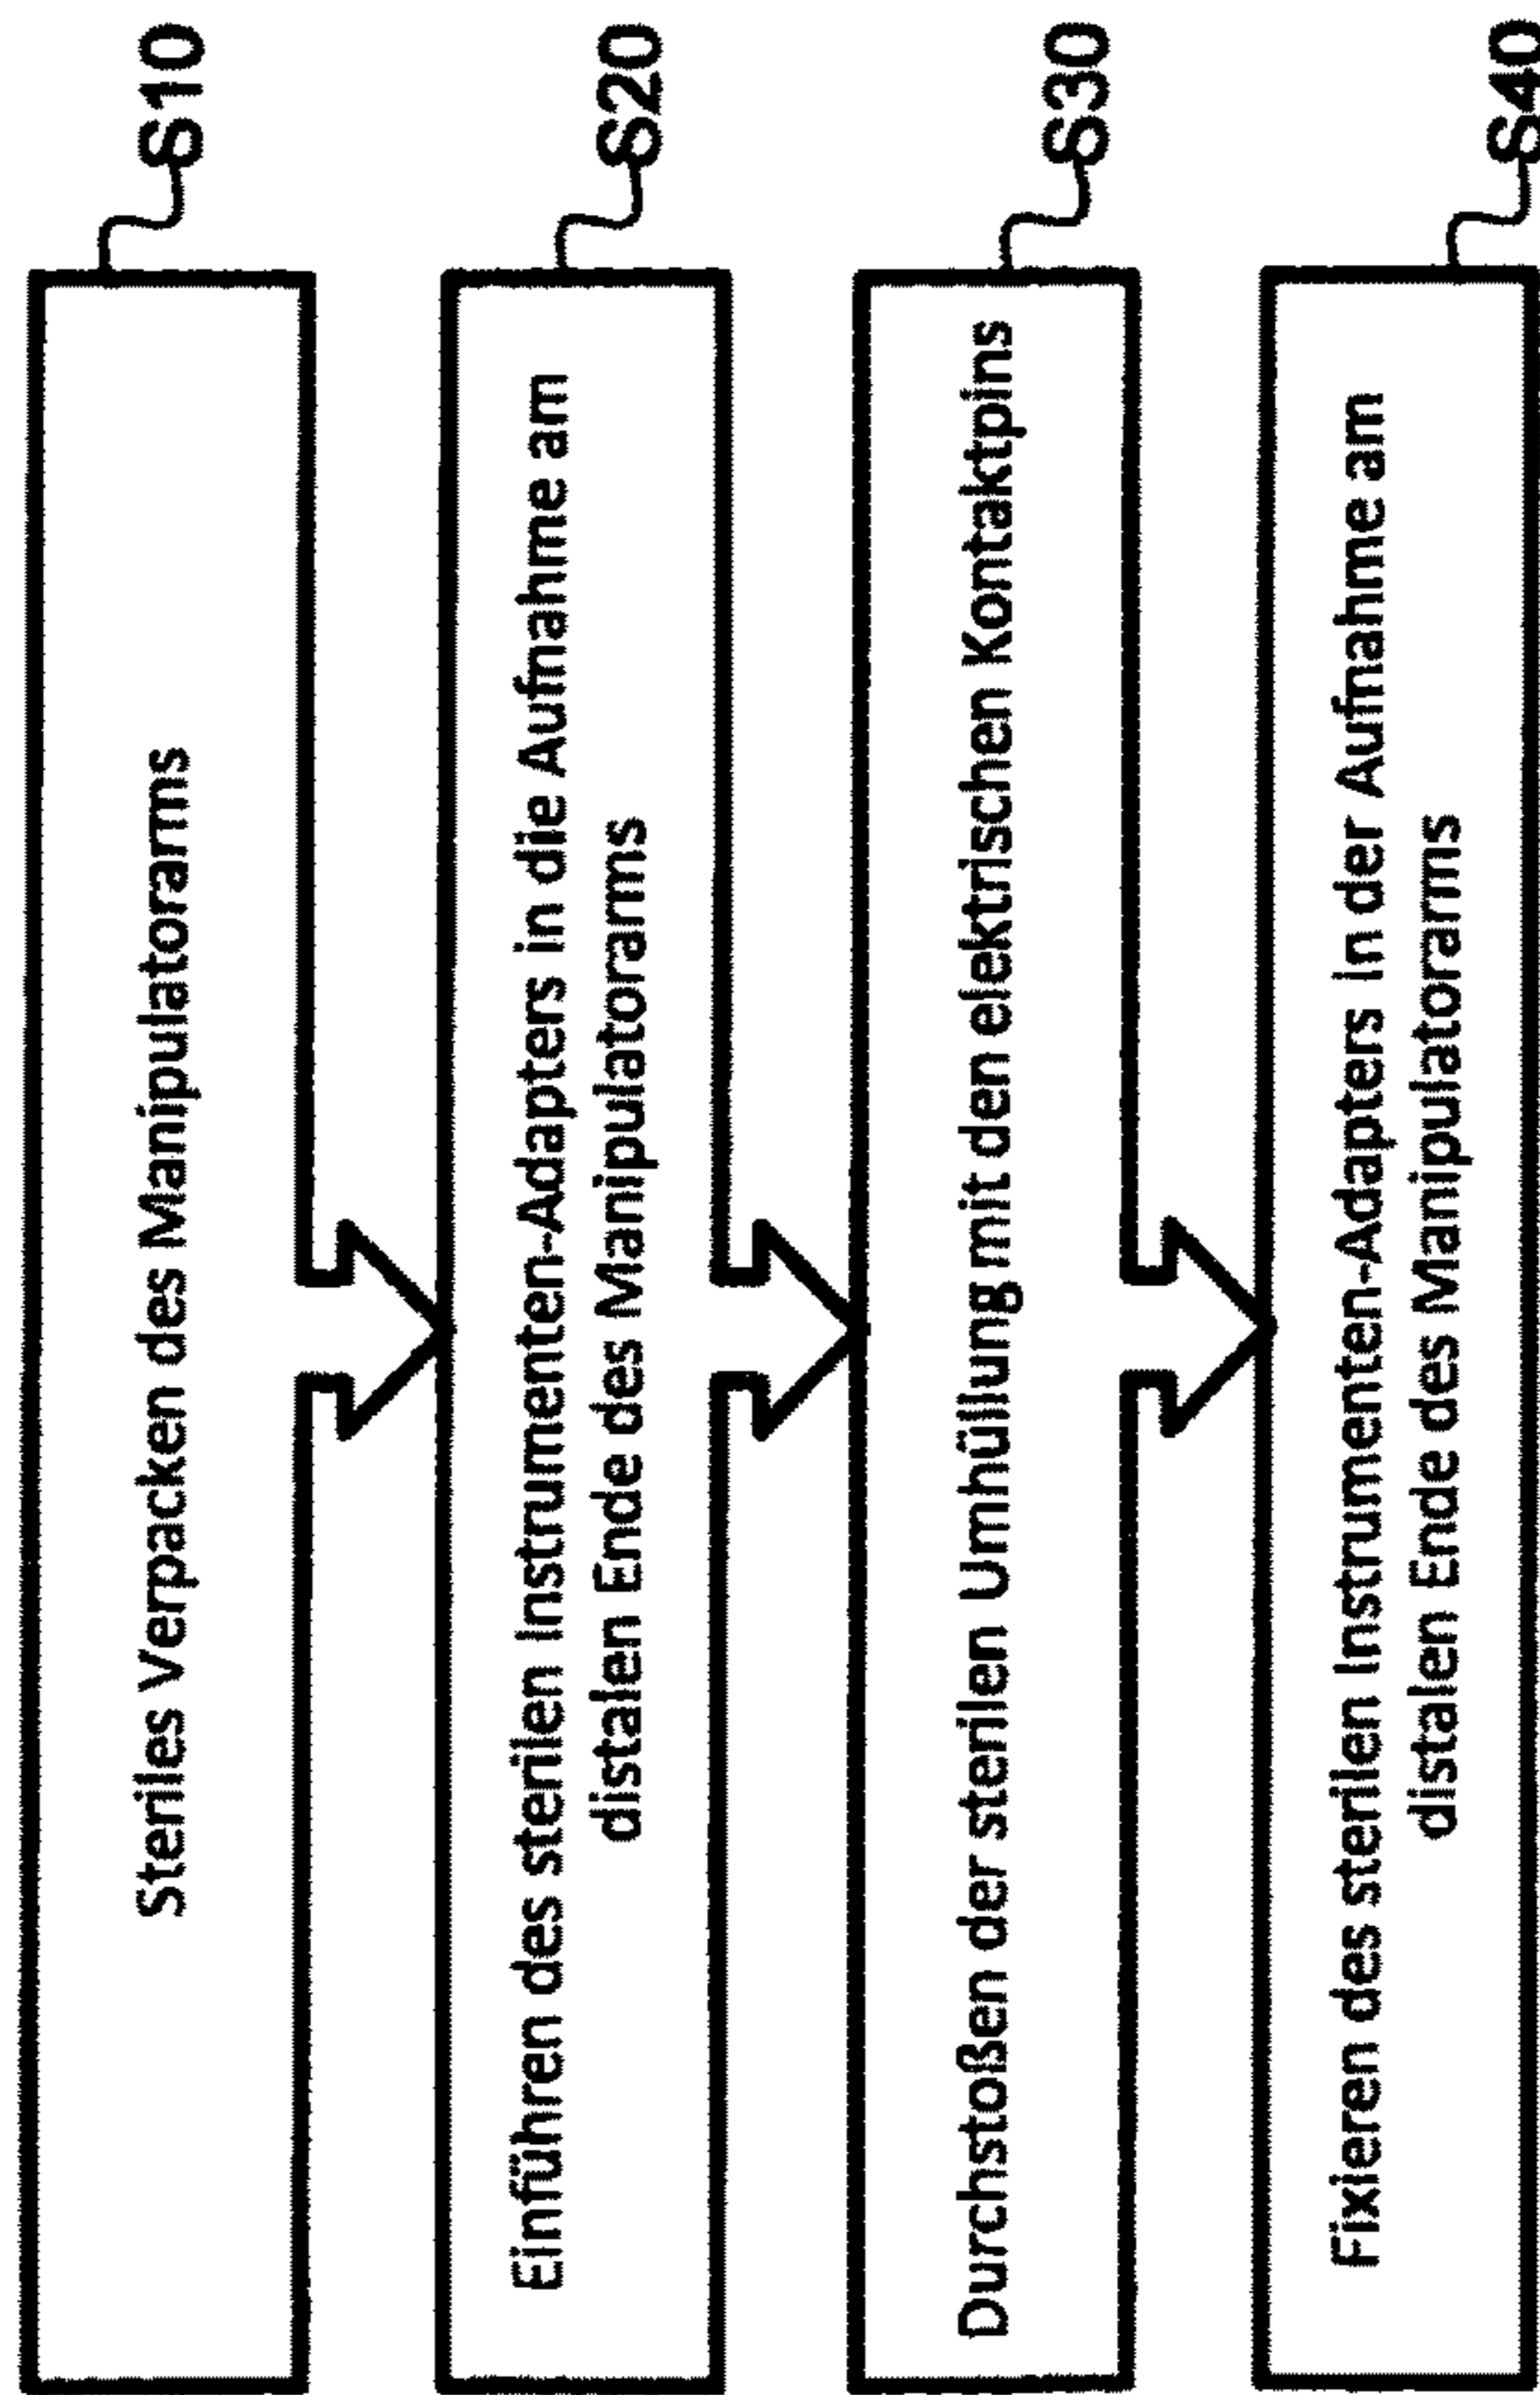 Steriles Verpacken des Manipulatorarms
S10
Einführen des sterilen Instrumenten-Adapters in die Aufnahme am
distalen Ende des Manipulatorarms
S20
Durchstoßen der sterilen Umhüllung mit den elektrischen Kontaktpins
S30
Fixieren des sterilen Instrumenten-Adapters in der Aufnahme am
distalen Ende des Manipulatorarms
S40